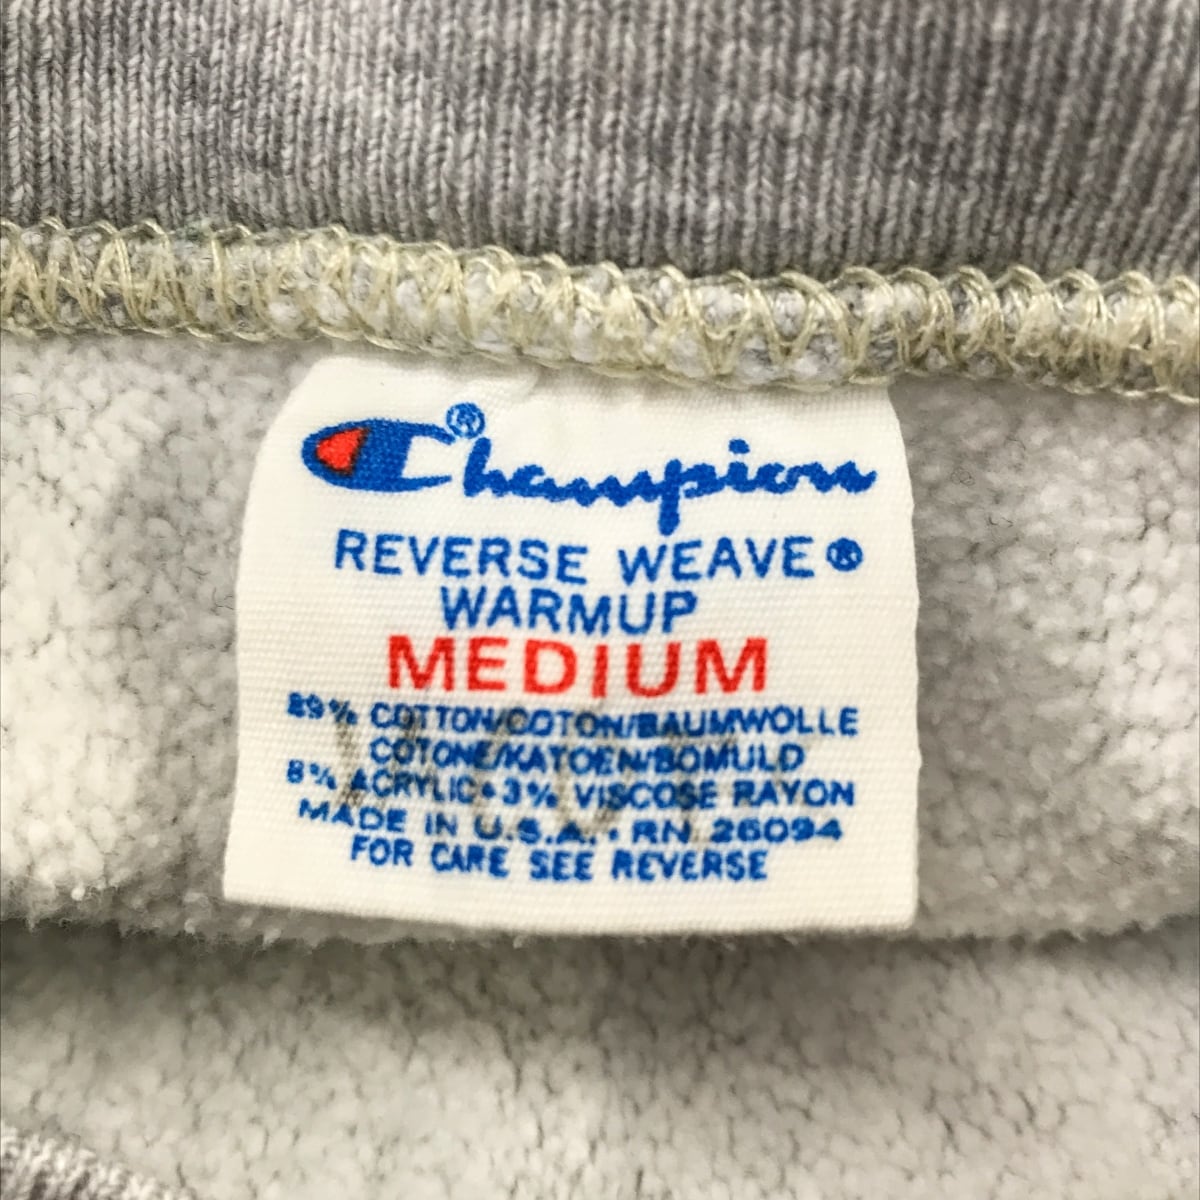 Champion®
REVERSE WEAVE®
WARMUP
MEDIUM
89% COTTON/COTON/BAUMWOLLE
COTONE/KATOEN/BOMULD
8% ACRYLIC•3% VISCOSE RAYON
MADE IN U.S.A. • RN 26094
FOR CARE SEE REVERSE